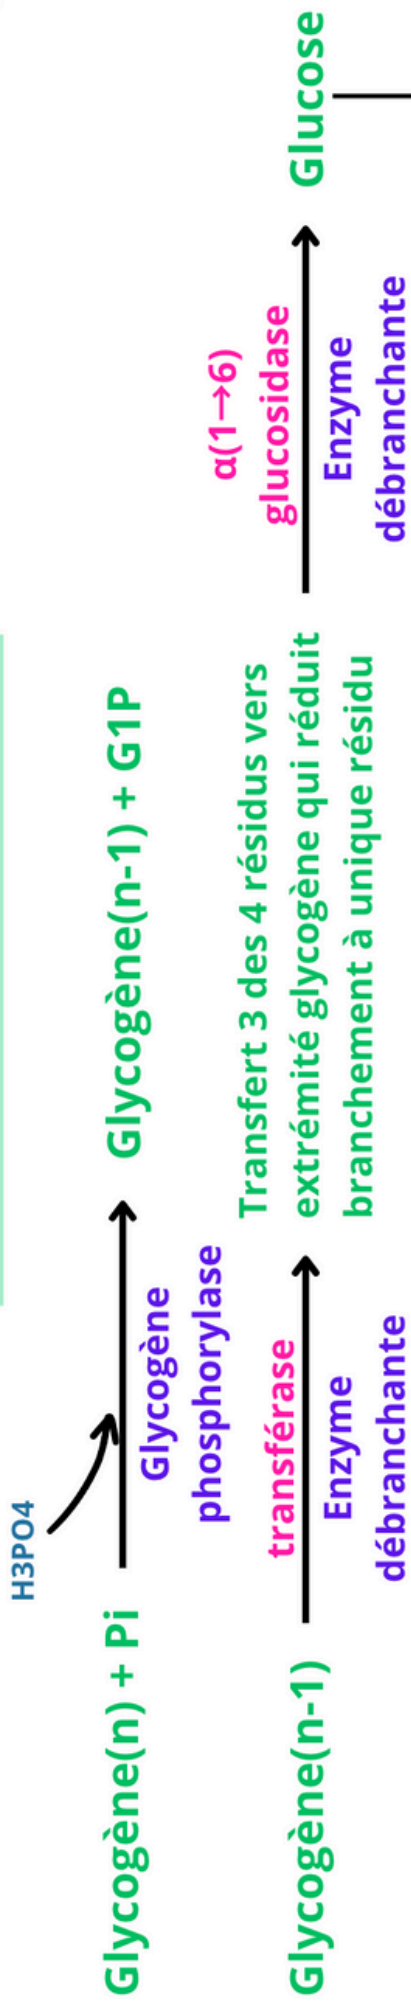 H3PO4
Glycogène(n) + Pi
Glycogène
phosphorylase
Glycogène(n-1) + G1P
Glycogène(n-1)
transférase
Enzyme
débranchante
Transfert 3 des 4 résidus vers
extrémité glycogène qui réduit
branchement à unique résidu
α(1→6)
glucosidase
Enzyme
débranchante
Glucose